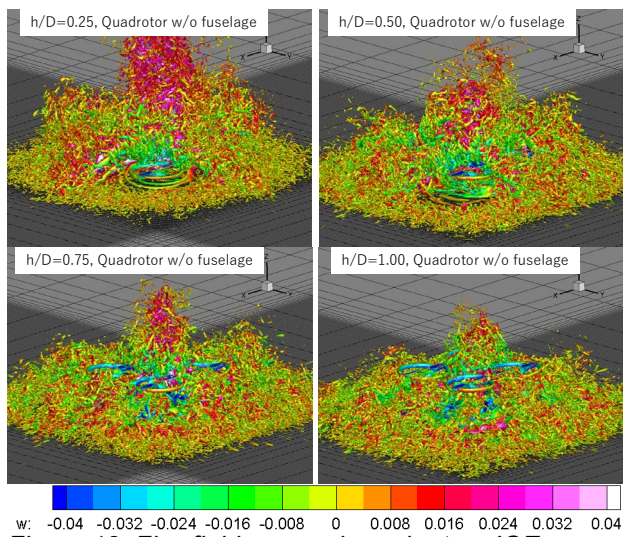 h/D=0.25, Quadrotor w/o fuselage
h/D=0.50, Quadrotor w/o fuselage
X Y
Z
X Y
h/D=0.75, Quadrotor w/o fuselage
h/D=1.00, Quadrotor w/o fuselage
X Y
X Y
w: -0.04 -0.032 -0.024 -0.016 -0.008 0 0.008 0.016 0.024 0.032 0.04